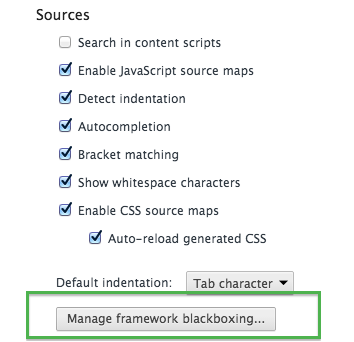 Sources
Search in content scripts
Enable JavaScript source maps
Detect indentation
Autocompletion
Bracket matching
Show whitespace characters
Enable CSS source maps
Auto-reload generated CSS
Default indentation: Tab character
Manage framework blackboxing...